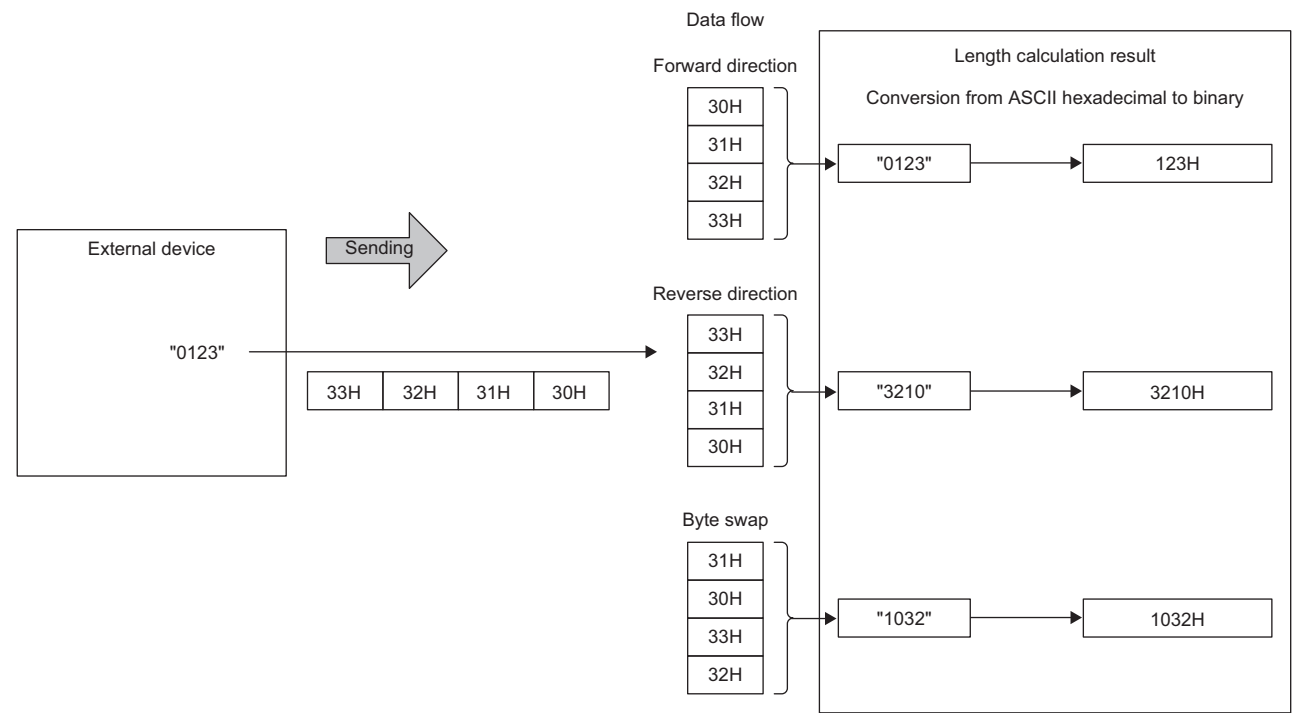 Data flow
Length calculation result
Forward direction
Conversion from ASCII hexadecimal to binary
30H
31H
32H
33H
"0123"
123H
External device
Sending
"0123"
33H 32H 31H 30H
Reverse direction
33H
32H
31H
30H
"3210"
3210H
Byte swap
31H
30H
33H
32H
"1032"
1032H